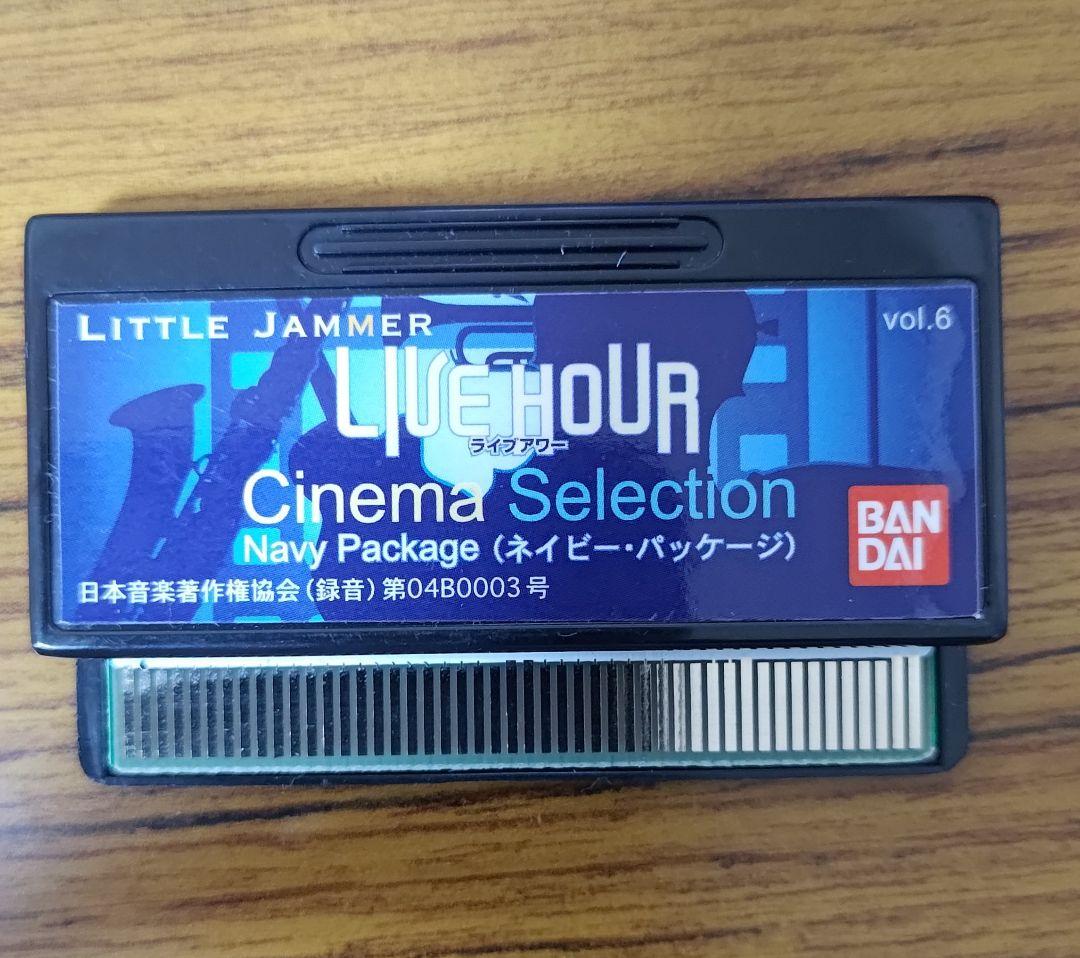 LITTLE JAMMER
vol.6
LIVE HOUR
ライブアワー
Cinema Selection
Navy Package (ネイビー・パッケージ)
BAN
DAI
日本音楽著作権協会(録音)第04B0003号